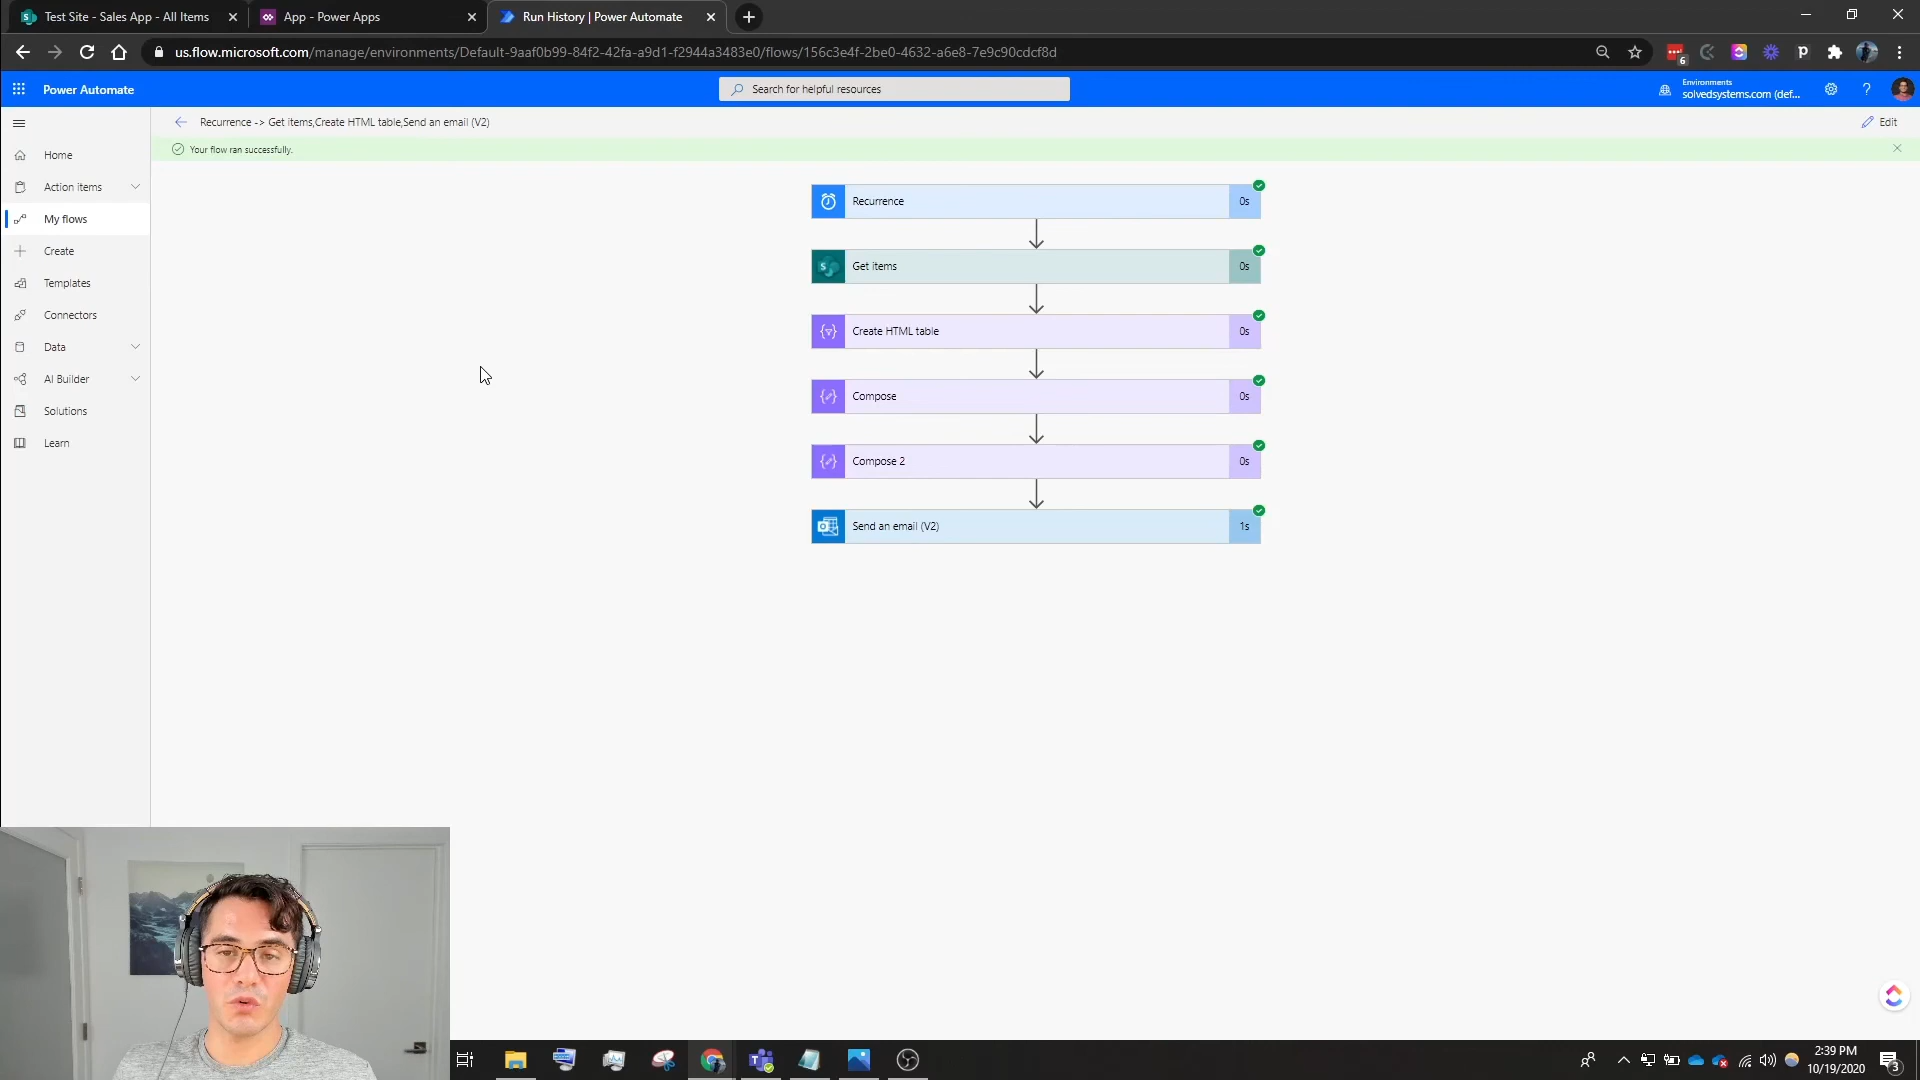 Test Site - Sales App - All Items
App - Power Apps
Run History | Power Automate
us.flow.microsoft.com/manage/environments/Default-9aaf0b99-84f2-42fa-a9d1-f2944a3483e0/flows/156c3e4f-2be0-4632-a6e8-7e9c90cdcf8d
6
Power Automate
Search for helpful resources
Environments
solvedsystems.com (def...
Recurrence -> Get items,Create HTML table,Send an email (V2)
Edit
Your flow ran successfully.
Home
Action items
My flows
Create
Templates
Connectors
Data
AI Builder
Solutions
Learn
Recurrence
0s
Get items
0s
Create HTML table
0s
Compose
0s
Compose 2
0s
Send an email (V2)
1s
2:39 PM
10/19/2020
3